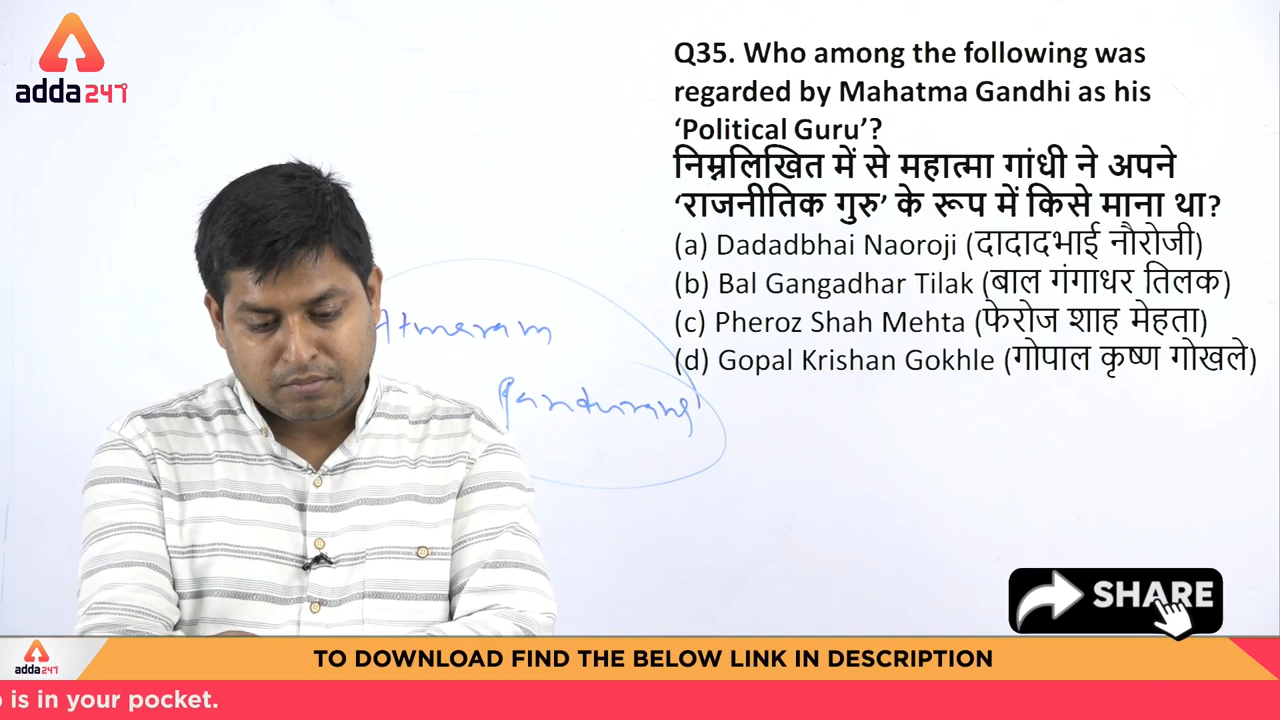 adda247
Q35. Who among the following was
regarded by Mahatma Gandhi as his
‘Political Guru’?
निम्नलिखित में से महात्मा गांधी ने अपने
‘राजनीतिक गुरु’ के रूप में किसे माना था?
(a) Dadadbhai Naoroji (दादादभाई नौरोजी)
(b) Bal Gangadhar Tilak (बाल गंगाधर तिलक)
(c) Pheroz Shah Mehta (फेरोज शाह मेहता)
(d) Gopal Krishan Gokhle (गोपाल कृष्ण गोखले)
Atmaram
Pandurang
SHARE
adda247
TO DOWNLOAD FIND THE BELOW LINK IN DESCRIPTION
is in your pocket.